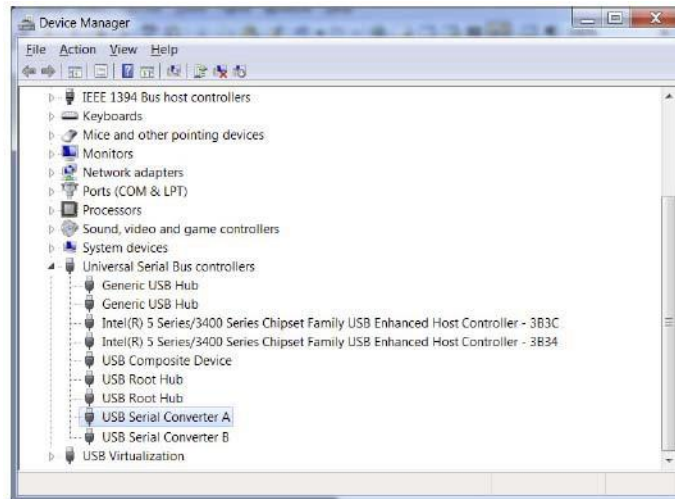 Device Manager
File Action View Help
IEEE 1394 Bus host controllers
Keyboards
Mice and other pointing devices
Monitors
Network adapters
Ports (COM & LPT)
Processors
Sound, video and game controllers
System devices
Universal Serial Bus controllers
Generic USB Hub
Generic USB Hub
Intel(R) 5 Series/3400 Series Chipset Family USB Enhanced Host Controller - 3B3C
Intel(R) 5 Series/3400 Series Chipset Family USB Enhanced Host Controller - 3B34
USB Composite Device
USB Root Hub
USB Root Hub
USB Serial Converter A
USB Serial Converter B
USB Virtualization